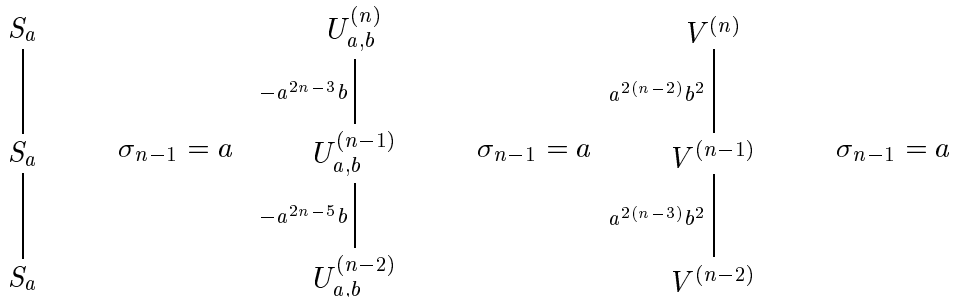 S_a U_{a,b}^{(n)} V^{(n)}
-a^{2n-3}b a^{2(n-2)}b^2
S_a σ_{n-1} = a U_{a,b}^{(n-1)} σ_{n-1} = a V^{(n-1)} σ_{n-1} = a
-a^{2n-5}b a^{2(n-3)}b^2
S_a U_{a,b}^{(n-2)} V^{(n-2)}